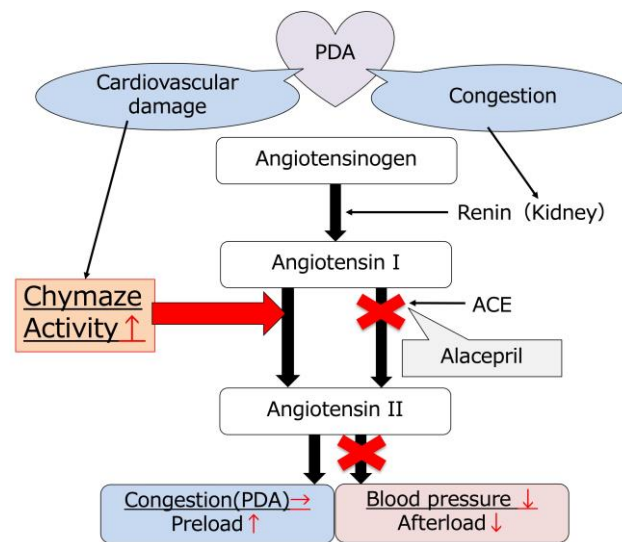 PDA
Cardiovascular
damage
Congestion
Angiotensinogen
Renin（Kidney）
Angiotensin I
Chymaze
Activity↑
ACE
Alacepril
Angiotensin II
Congestion(PDA)→
Preload↑
Blood pressure ↓
Afterload↓